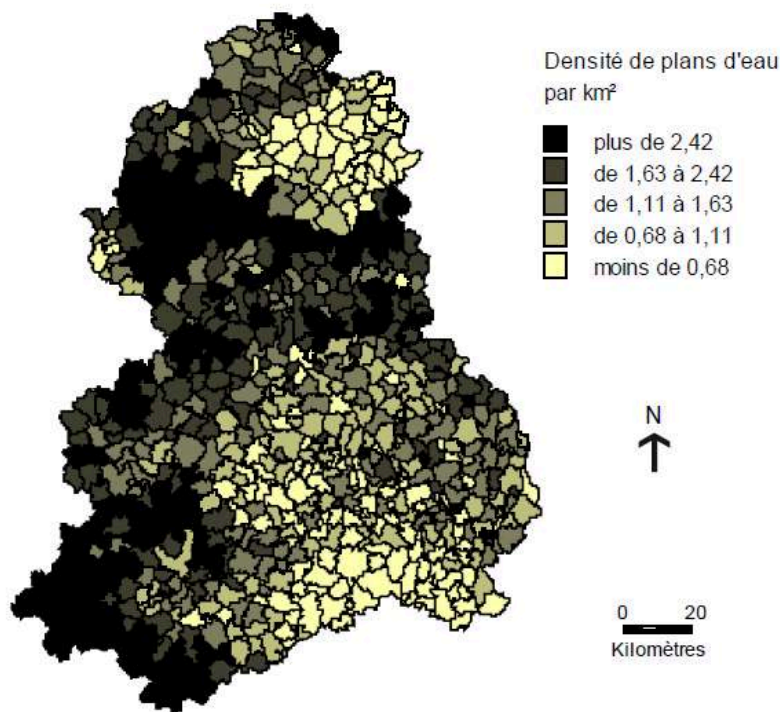 Densité de plans d'eau
par km²
plus de 2,42
de 1,63 à 2,42
de 1,11 à 1,63
de 0,68 à 1,11
moins de 0,68
N
0 20
Kilomètres